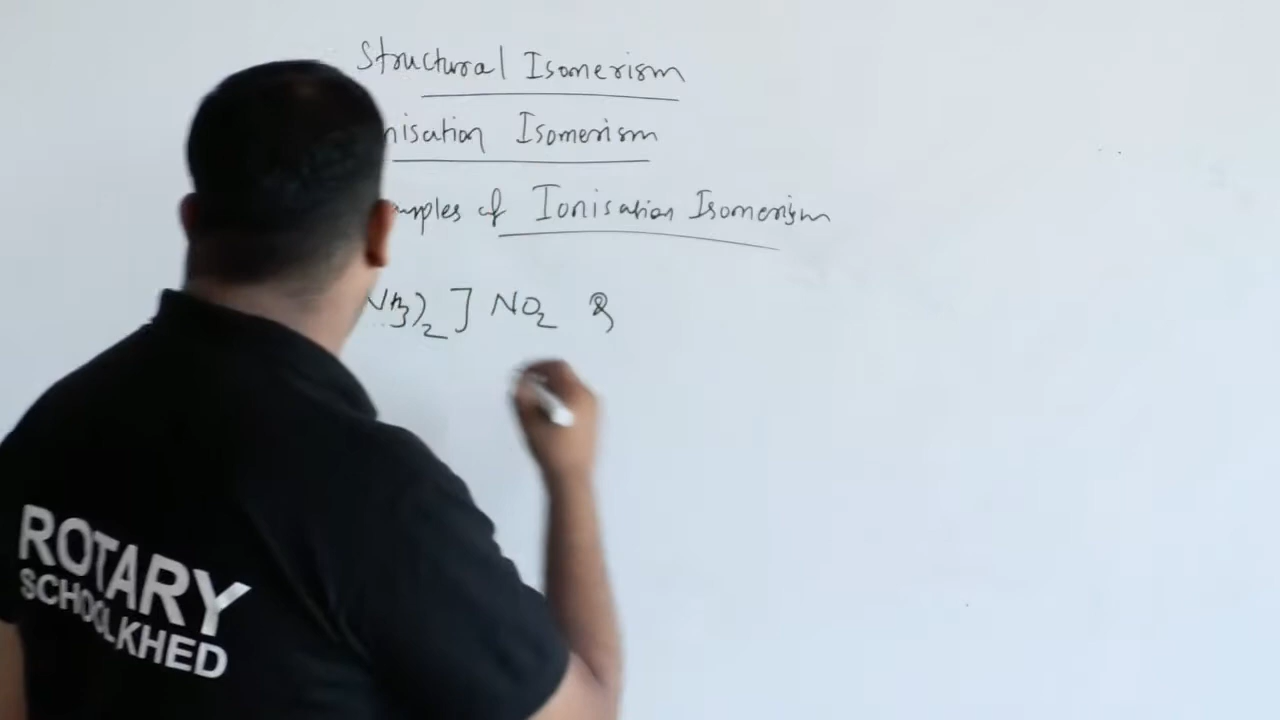 Structural Isomerism
nisation Isomerism
mples of Ionisation Isomerism
NH3)2 ] NO2 &
ROTARY
SCHOOL KHED